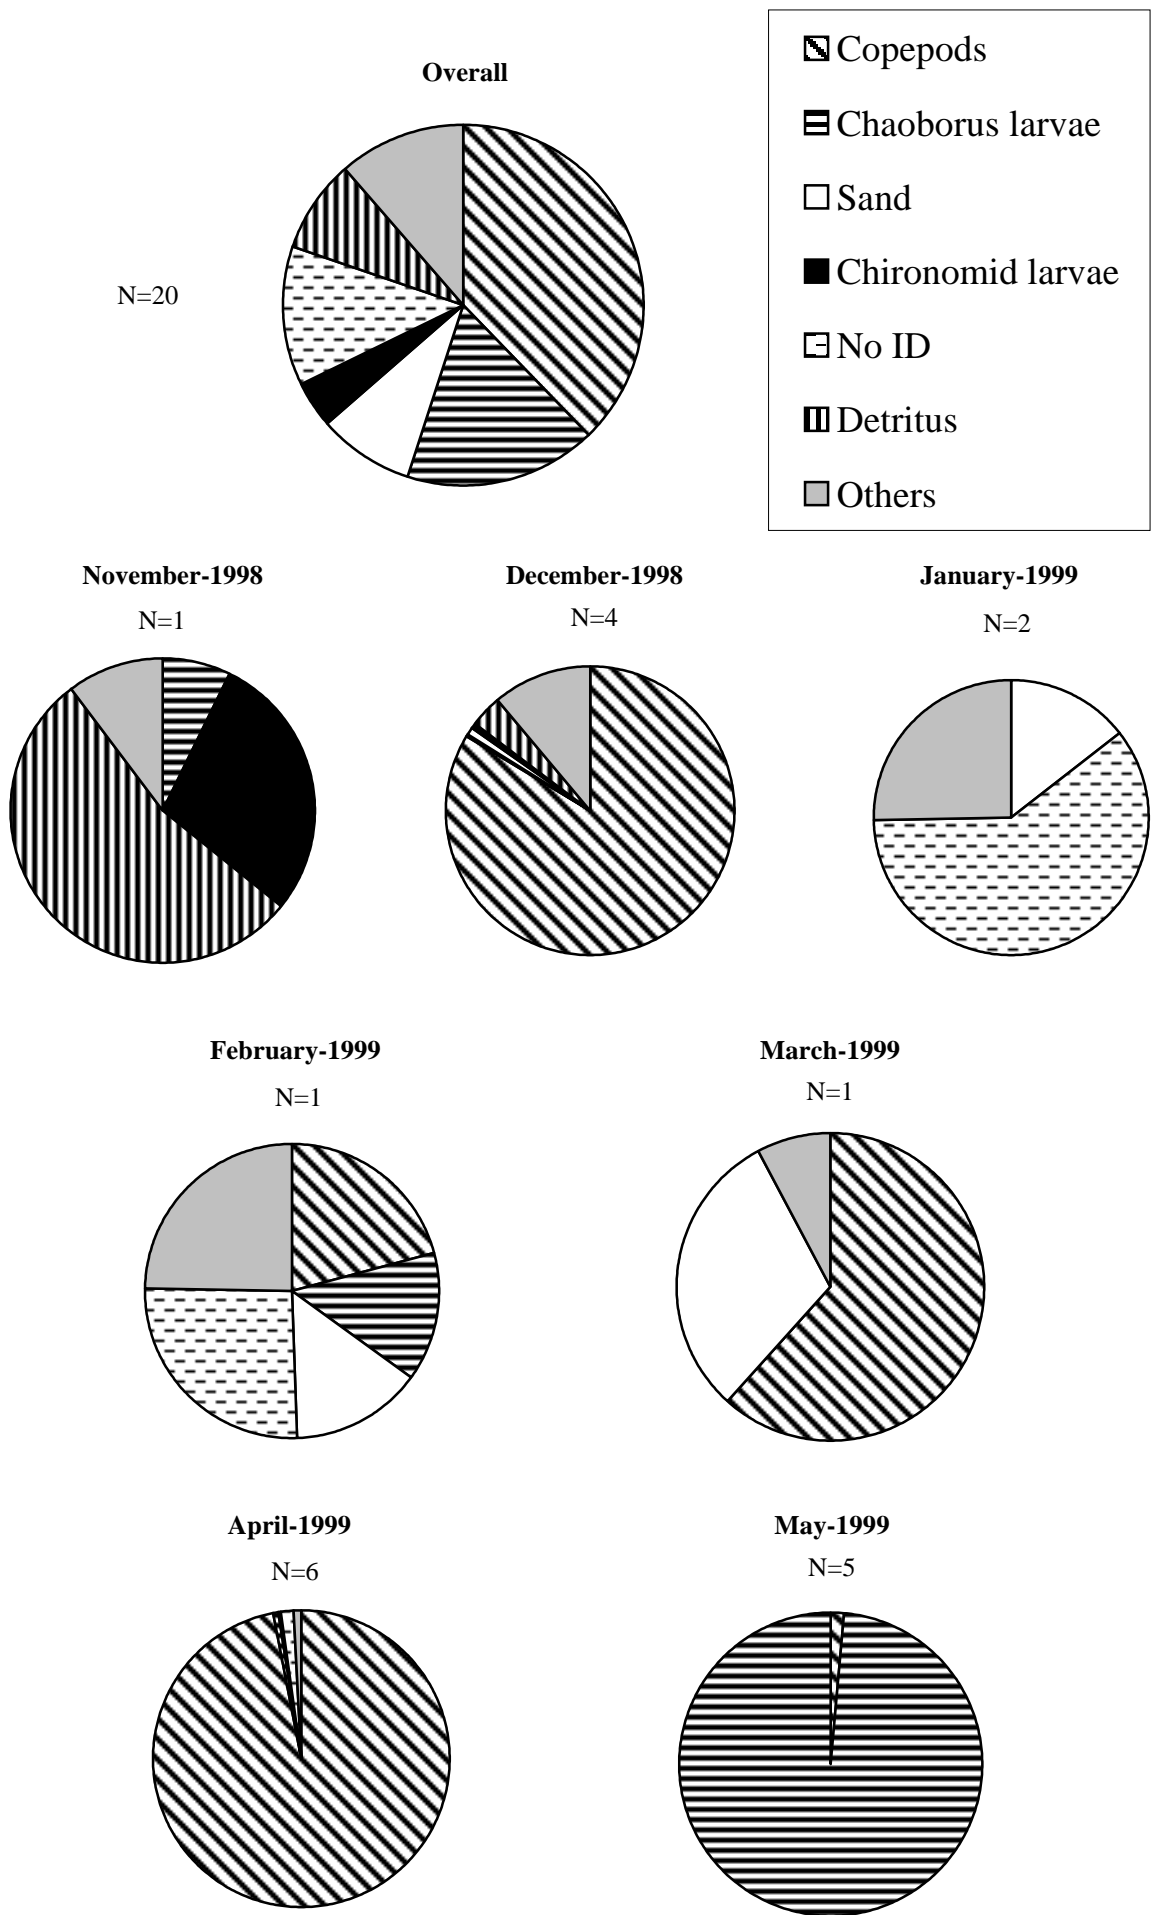 Overall
N=20
Copepods
Chaoborus larvae
Sand
Chironomid larvae
No ID
Detritus
Others
November-1998
N=1
December-1998
N=4
January-1999
N=2
February-1999
N=1
March-1999
N=1
April-1999
N=6
May-1999
N=5